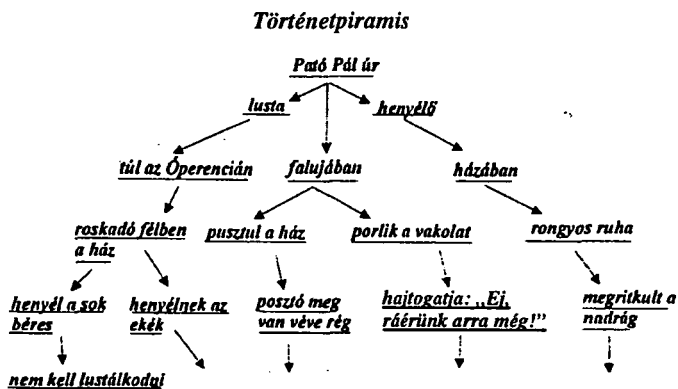 Történetpiramis
Pató Pál úr
lusta henyélő
túl az Óperencián falujában házában
roskadó félben pusztul a ház porlik a vakolat rongyos ruha
a ház
henyél a sok henyélnek az posztó meg hajtogatja: „Ej, megritkult a
béres ekék van véve rég ráérünk arra még!” nadrág
nem kell lustálkodni